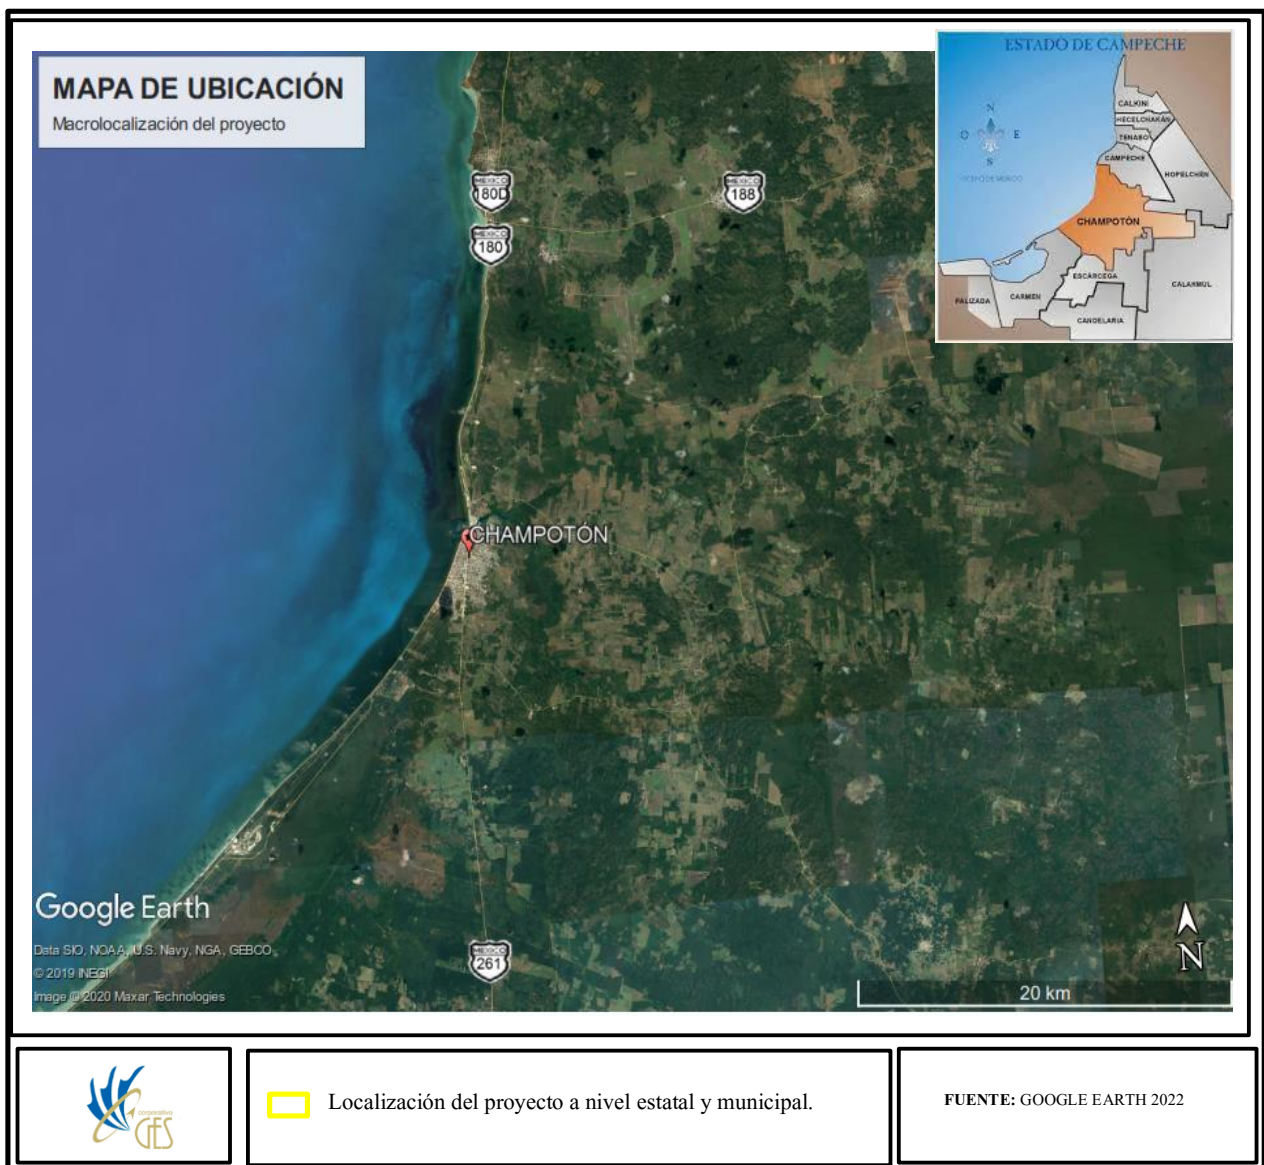 MAPA DE UBICACIÓN
Macrolocalización del proyecto
ESTADO DE CAMPECHE
N
O
E
S
CALKINI
HECELCHAKÁN
TENABO
CAMPECHE
HOPELCHÉN
CHAMPOTÓN
ESCÁRCEGA
CALAKMUL
PALIZADA
CARMEN
CANDELARIA
MEXICO
180D
MEXICO
188
MEXICO
180
CHAMPOTÓN
Google Earth
Data SIO, NOAA, U.S. Navy, NGA, GEBCO
© 2019 INEGI
Image © 2020 Maxar Technologies
MEXICO
261
N
20 km
corporativo
GES
Localización del proyecto a nivel estatal y municipal.
FUENTE: GOOGLE EARTH 2022